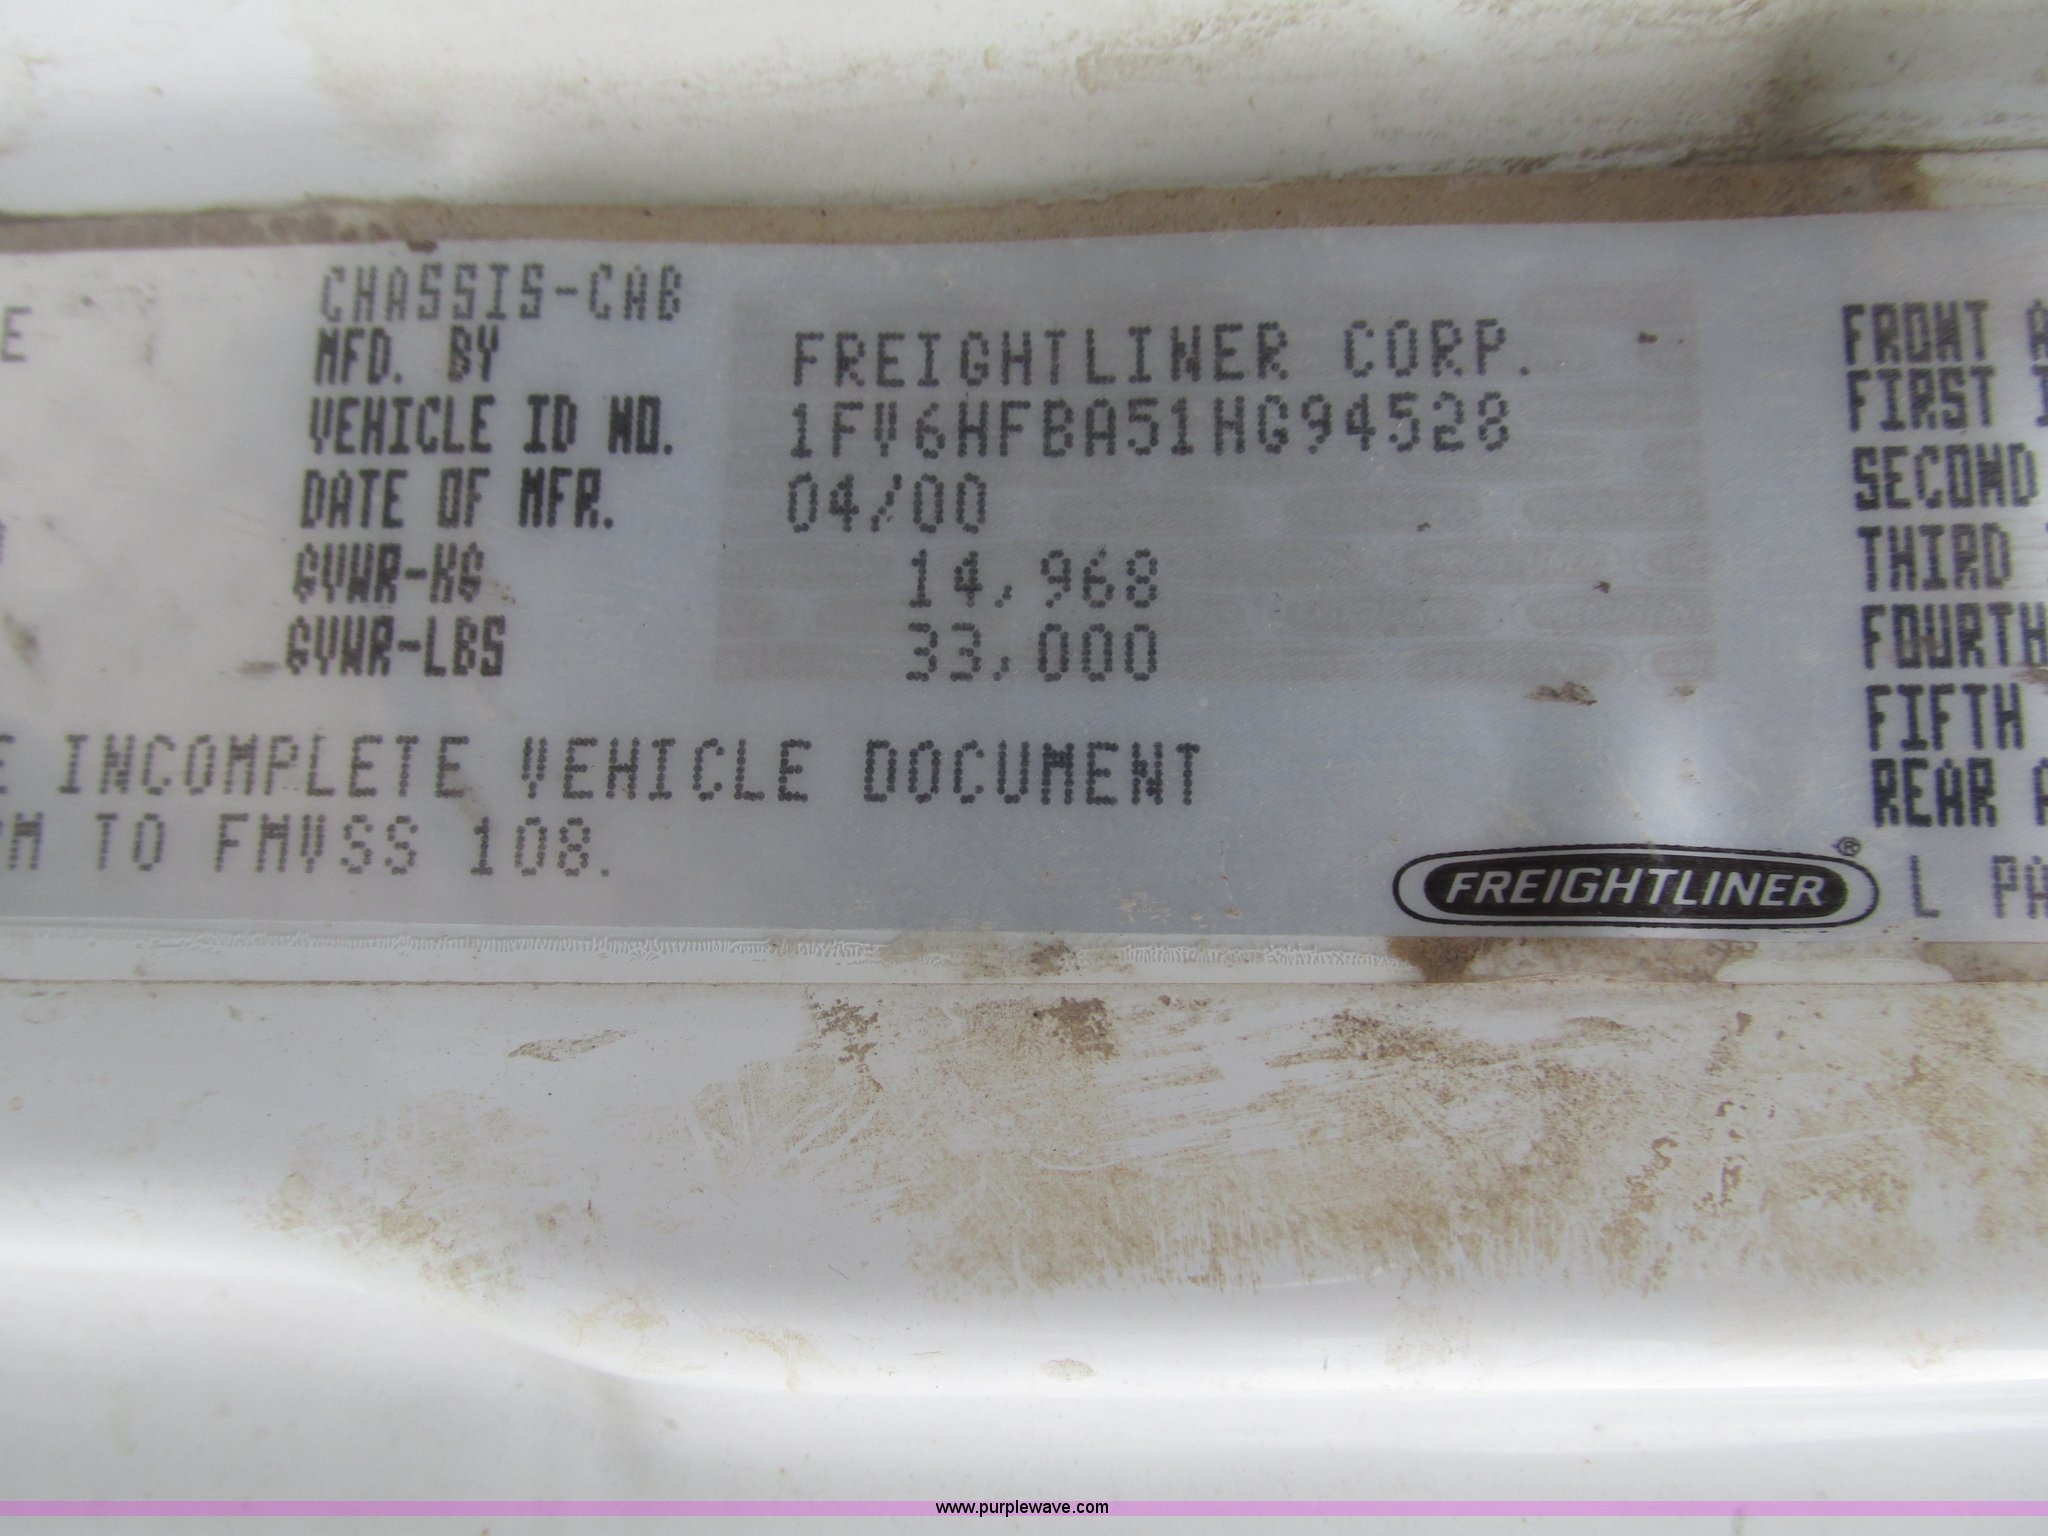 CHASSIS-CAB
MFD. BY FREIGHTLINER CORP.
VEHICLE ID NO. 1FV6HFBA51HG94528
DATE OF MFR. 04/00
GVWR-KG 14,968
GVWR-LBS 33,000
E
INCOMPLETE VEHICLE DOCUMENT
TO FMVSS 108.
FRONT A
FIRST
SECOND
THIRD
FOURTH
FIFTH
REAR A
FREIGHTLINER®
L PA
www.purplewave.com